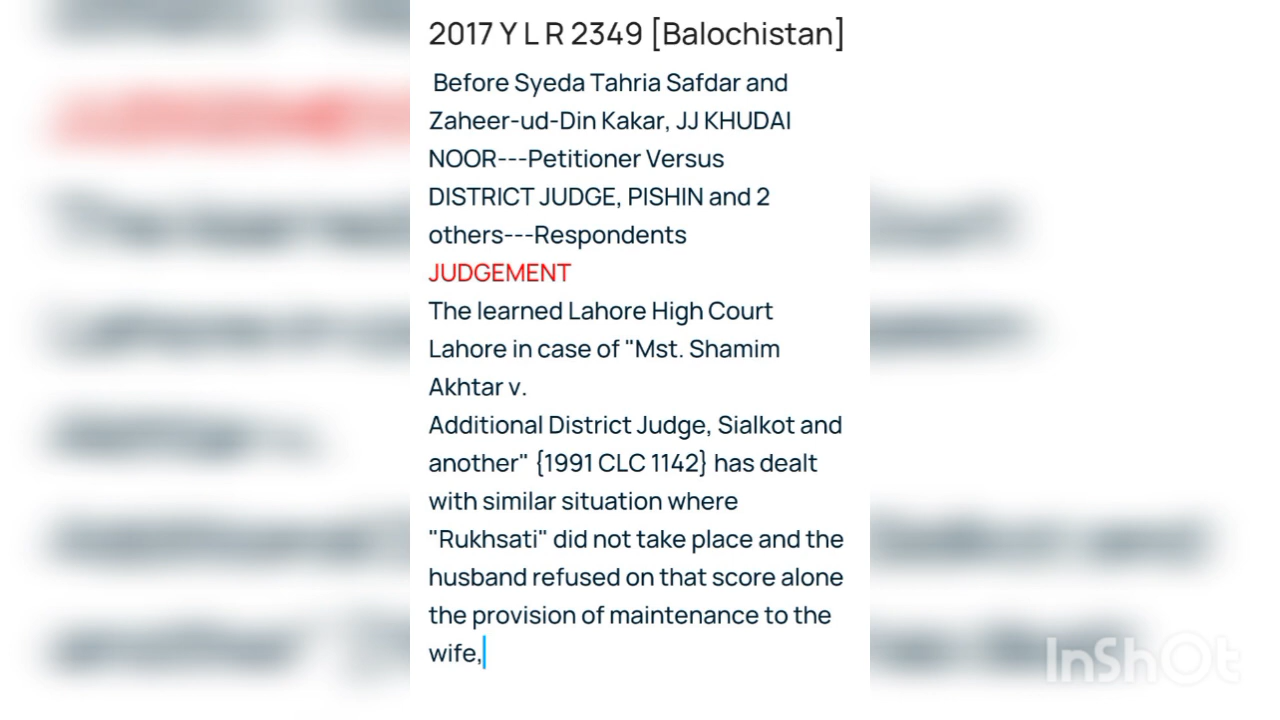 2017 Y L R 2349 [Balochistan]
Before Syeda Tahria Safdar and
Zaheer-ud-Din Kakar, JJ KHUDAI
NOOR---Petitioner Versus
DISTRICT JUDGE, PISHIN and 2
others---Respondents
JUDGEMENT
The learned Lahore High Court
Lahore in case of "Mst. Shamim
Akhtar v.
Additional District Judge, Sialkot and
another" {1991 CLC 1142} has dealt
with similar situation where
"Rukhsati" did not take place and the
husband refused on that score alone
the provision of maintenance to the
wife,
InShOt